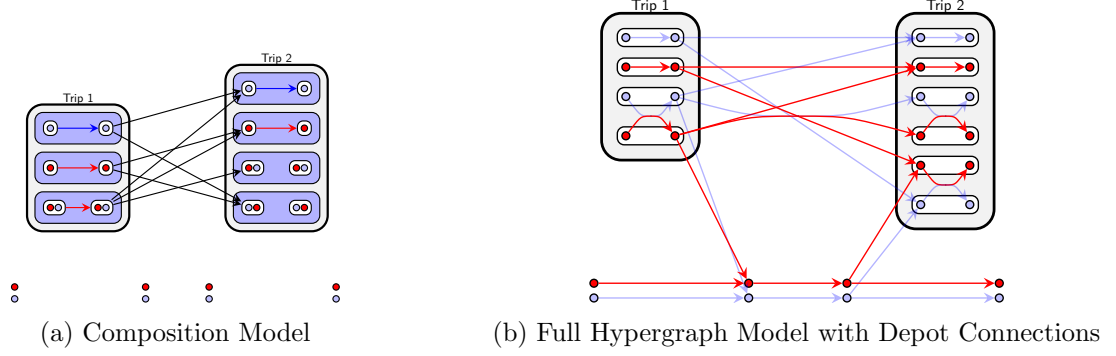 Trip 1
Trip 2
Trip 1
Trip 2
(a) Composition Model
(b) Full Hypergraph Model with Depot Connections